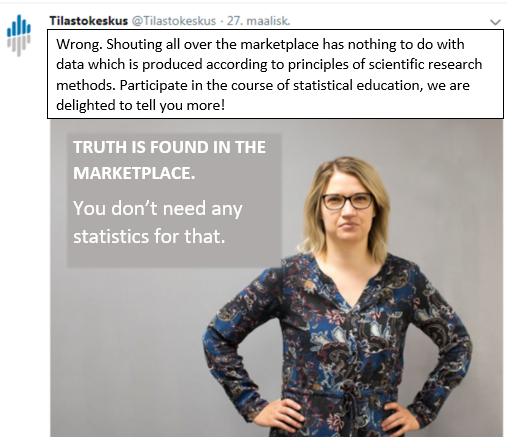 Tilastokeskus @Tilastokeskus · 27. maalisk.
Wrong. Shouting all over the marketplace has nothing to do with
data which is produced according to principles of scientific research
methods. Participate in the course of statistical education, we are
delighted to tell you more!
TRUTH IS FOUND IN THE
MARKETPLACE.
You don’t need any
statistics for that.